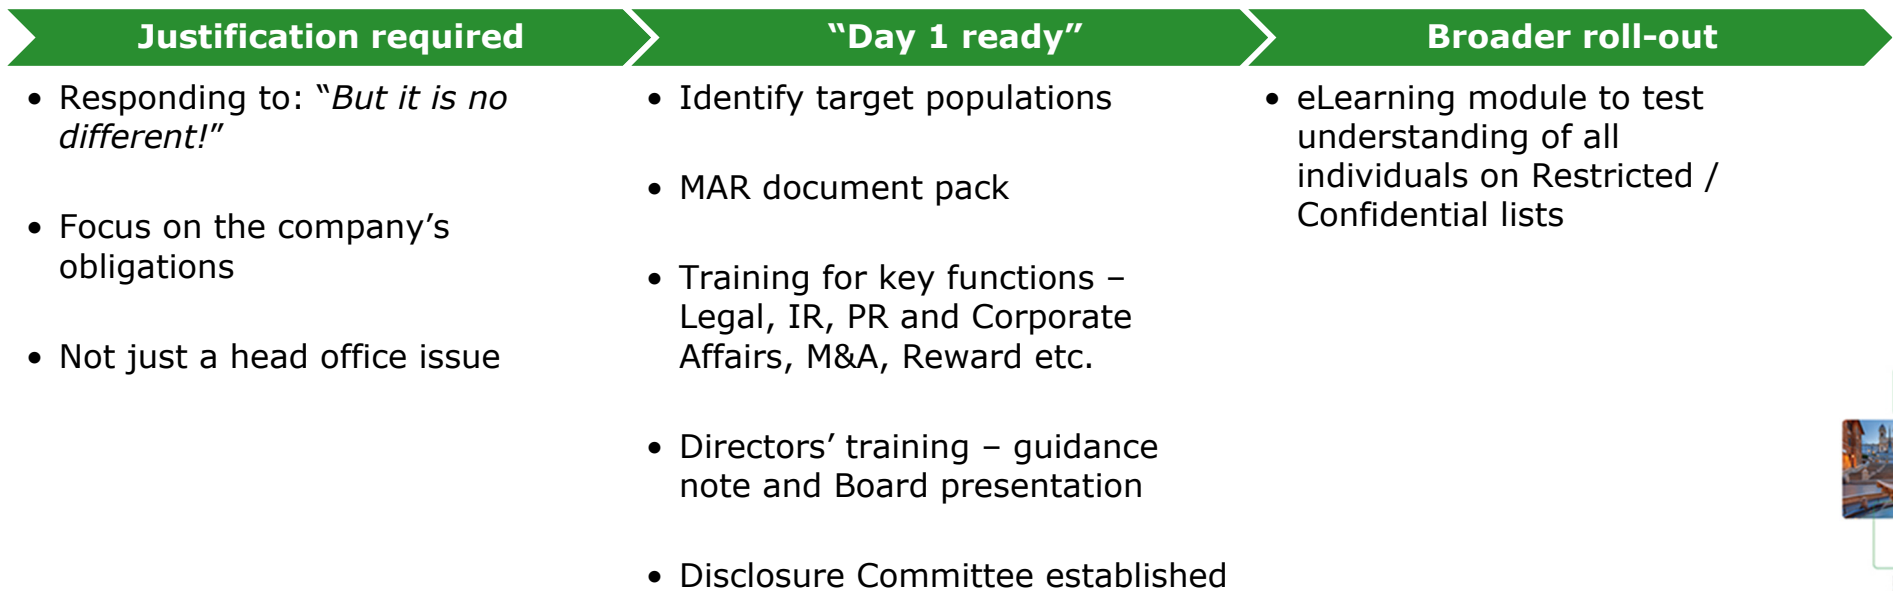 Justification required
• Responding to: “But it is no
different!”
• Focus on the company’s
obligations
• Not just a head office issue
“Day 1 ready”
• Identify target populations
• MAR document pack
• Training for key functions –
Legal, IR, PR and Corporate
Affairs, M&A, Reward etc.
• Directors’ training – guidance
note and Board presentation
• Disclosure Committee established
Broader roll-out
• eLearning module to test
understanding of all
individuals on Restricted /
Confidential lists